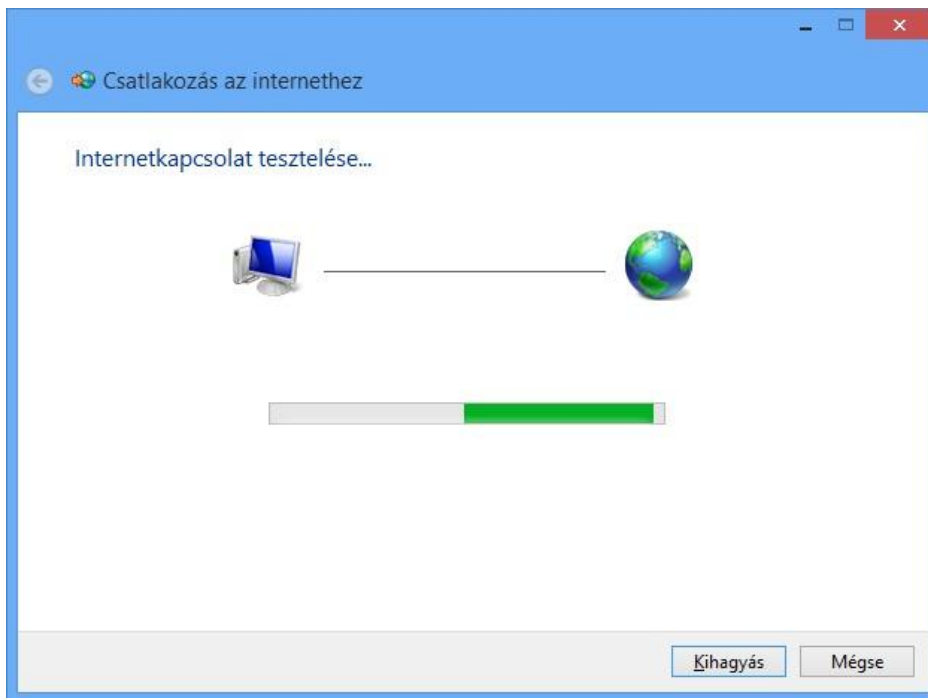 Csatlakozás az internethez
Internetkapcsolat tesztelése...
Kihagyás Mégse